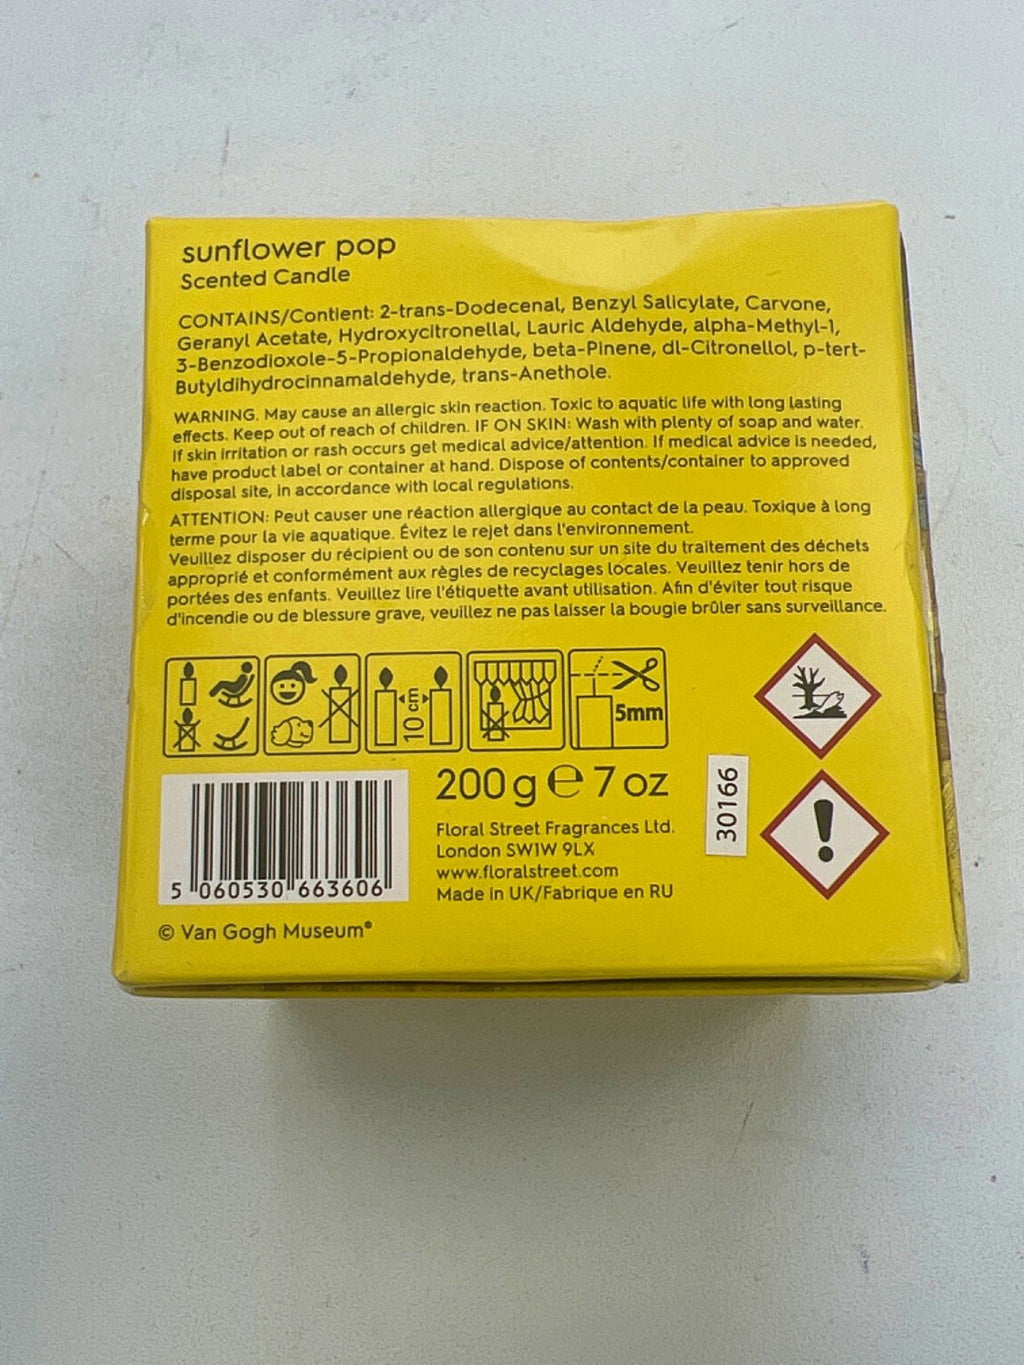 sunflower pop
Scented Candle
CONTAINS/Contient: 2-trans-Dodecenal, Benzyl Salicylate, Carvone,
Geranyl Acetate, Hydroxycitronellal, Lauric Aldehyde, alpha-Methyl-1,
3-Benzodioxole-5-Propionaldehyde, beta-Pinene, dl-Citronellol, p-tert-
Butyldihydrocinnamaldehyde, trans-Anethole.
WARNING. May cause an allergic skin reaction. Toxic to aquatic life with long lasting
effects. Keep out of reach of children. IF ON SKIN: Wash with plenty of soap and water.
If skin irritation or rash occurs get medical advice/attention. If medical advice is needed,
have product label or container at hand. Dispose of contents/container to approved
disposal site, in accordance with local regulations.
ATTENTION: Peut causer une réaction allergique au contact de la peau. Toxique à long
terme pour la vie aquatique. Évitez le rejet dans l'environnement.
Veuillez disposer du récipient ou de son contenu sur un site du traitement des déchets
approprié et conformément aux règles de recyclages locales. Veuillez tenir hors de
portées des enfants. Veuillez lire l'étiquette avant utilisation. Afin d'éviter tout risque
d'incendie ou de blessure grave, veuillez ne pas laisser la bougie brûler sans surveillance.
10 cm
5mm
200g ℮ 7 oz
30166
Floral Street Fragrances Ltd.
London SW1W 9LX
www.floralstreet.com
Made in UK/Fabrique en RU
5 060530 663606
© Van Gogh Museum®